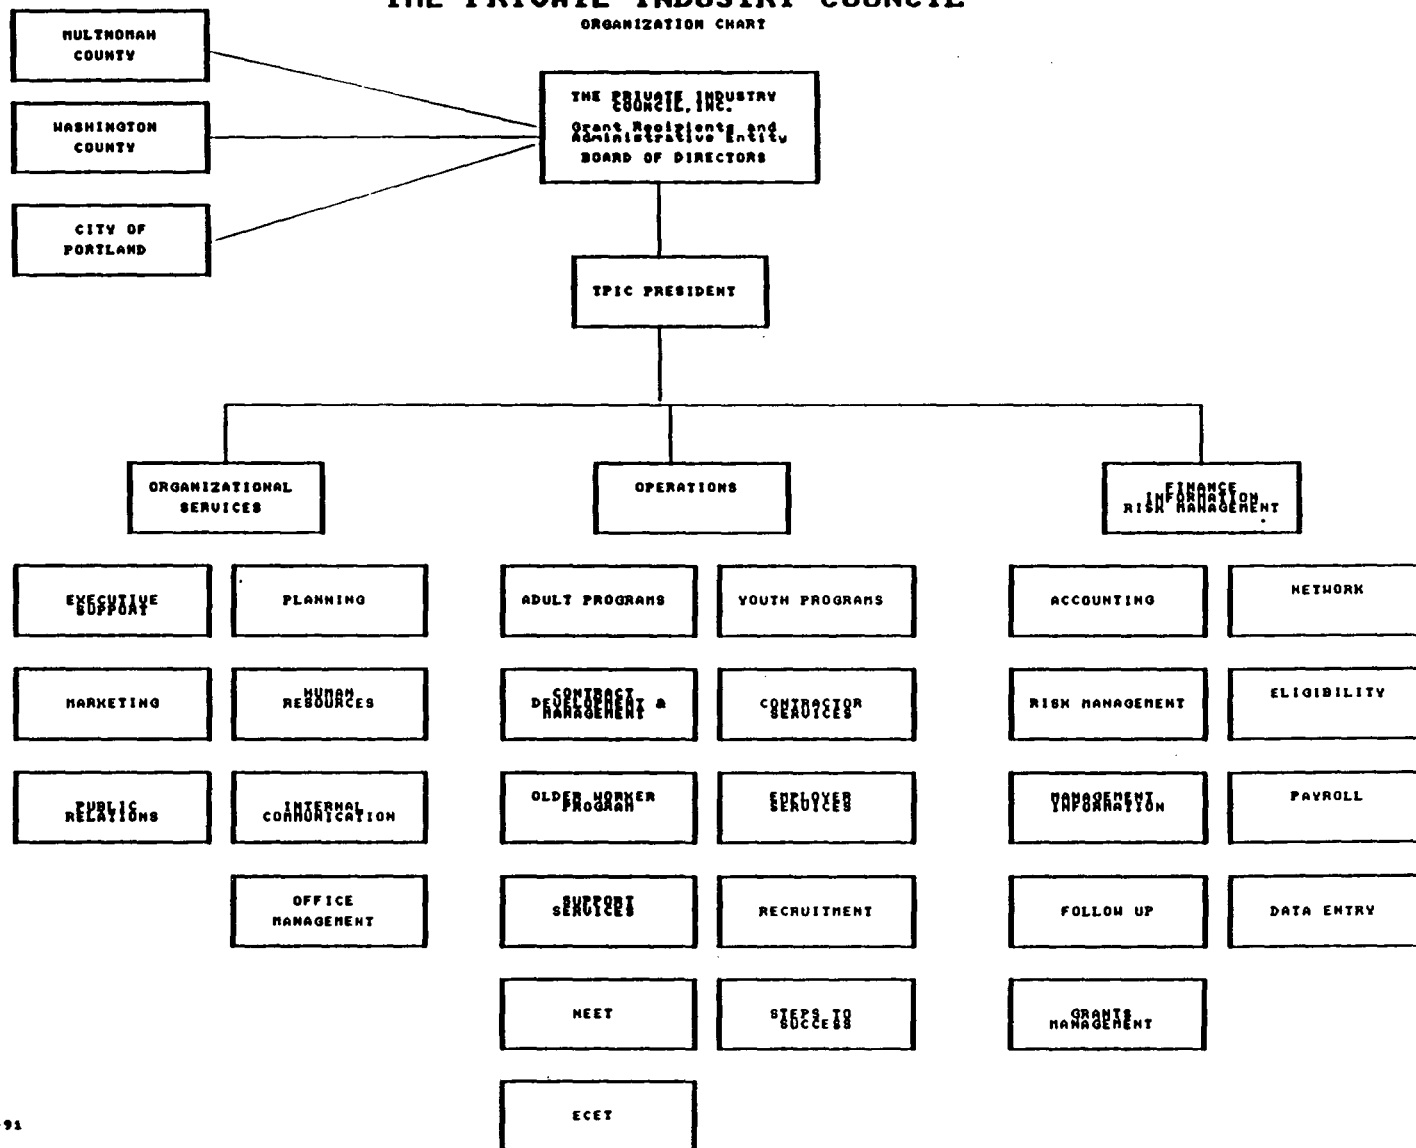 THE PRIVATE INDUSTRY COUNCIL
ORGANIZATION CHART
MULTNOMAH
COUNTY
WASHINGTON
COUNTY
CITY OF
PORTLAND
THE PRIVATE INDUSTRY
COUNCIL, INC.
Grant Recipients and
Administrative Entity
BOARD OF DIRECTORS
TPIC PRESIDENT
ORGANIZATIONAL
SERVICES
OPERATIONS
FINANCE
INFORMATION
RISK MANAGEMENT
EXECUTIVE
SUPPORT
PLANNING
ADULT PROGRAMS
YOUTH PROGRAMS
ACCOUNTING
NETWORK
MARKETING
HUMAN
RESOURCES
CONTRACT
DEVELOPMENT &
MANAGEMENT
CONTRACTOR
SERVICES
RISK MANAGEMENT
ELIGIBILITY
PUBLIC
RELATIONS
INTERNAL
COMMUNICATION
OLDER WORKER
PROGRAM
EMPLOYER
SERVICES
MANAGEMENT
INFORMATION
PAYROLL
OFFICE
MANAGEMENT
SUPPORT
SERVICES
RECRUITMENT
FOLLOW UP
DATA ENTRY
NEET
STEPS TO
SUCCESS
GRANTS
MANAGEMENT
ECET
91